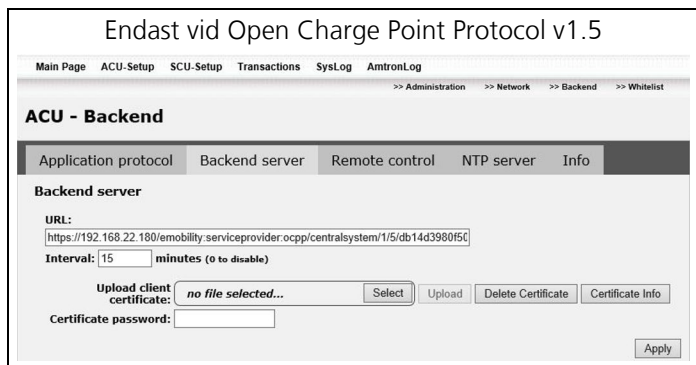 Endast vid Open Charge Point Protocol v1.5
Main Page ACU-Setup SCU-Setup Transactions SysLog AmtronLog
>> Administration >> Network >> Backend >> Whitelist
ACU - Backend
Application protocol Backend server Remote control NTP server Info
Backend server
URL:
https://192.168.22.180/emobility:serviceprovider:ocpp/centralsystem/1/5/db14d3980f50
Interval: 15 minutes (0 to disable)
Upload client
certificate: no file selected... Select Upload Delete Certificate Certificate Info
Certificate password:
Apply